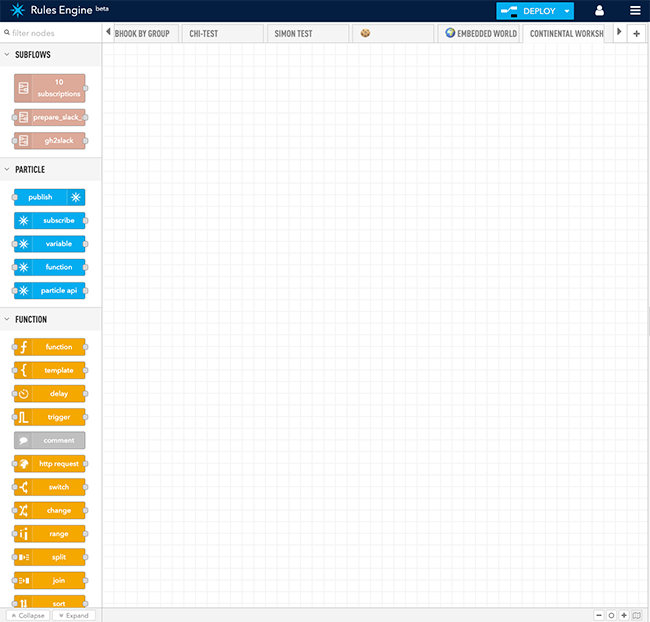 Rules Engine beta
DEPLOY
filter nodes
BHOOK BY GROUP
CHI-TEST
SIMON TEST
EMBEDDED WORLD
CONTINENTAL WORKSH
SUBFLOWS
10
subscriptions
prepare_slack_
gh2slack
PARTICLE
publish
subscribe
variable
function
particle api
FUNCTION
function
template
delay
trigger
comment
http request
switch
change
range
split
join
sort
Collapse
Expand